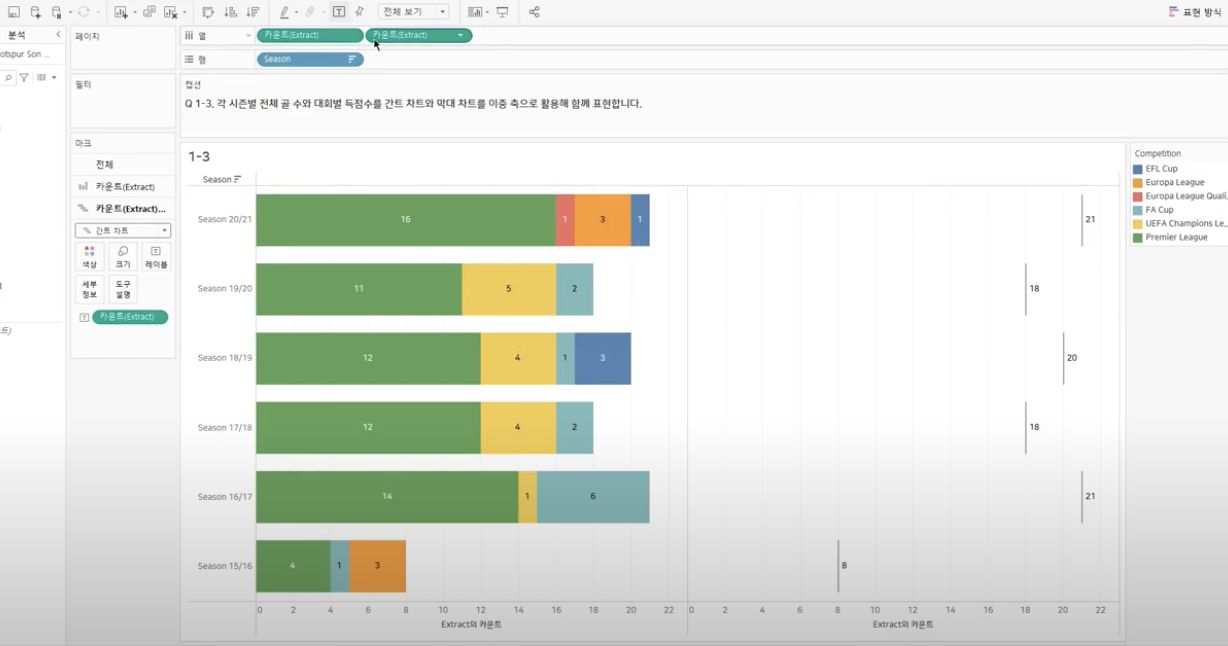 전체 보기
표현 방식
분석
페이지
열
카운트(Extract)
카운트(Extract)
otspur Son ...
행
Season
필터
캡션
Q 1-3. 각 시즌별 전체 골 수와 대회별 득점수를 간트 차트와 막대 차트를 이중 축으로 활용해 함께 표현합니다.
마크
전체
카운트(Extract)
카운트(Extract)...
간트 차트
색상
크기
레이블
세부 정보
도구 설명
카운트(Extract)
트)
1-3
Season
Season 20/21
16
1
3
1
21
Season 19/20
11
5
2
18
Season 18/19
12
4
1
3
20
Season 17/18
12
4
2
18
Season 16/17
14
1
6
21
Season 15/16
4
1
3
8
0 2 4 6 8 10 12 14 16 18 20 22
0 2 4 6 8 10 12 14 16 18 20 22
Extract의 카운트
Extract의 카운트
Competition
EFL Cup
Europa League
Europa League Quali..
FA Cup
UEFA Champions Le..
Premier League